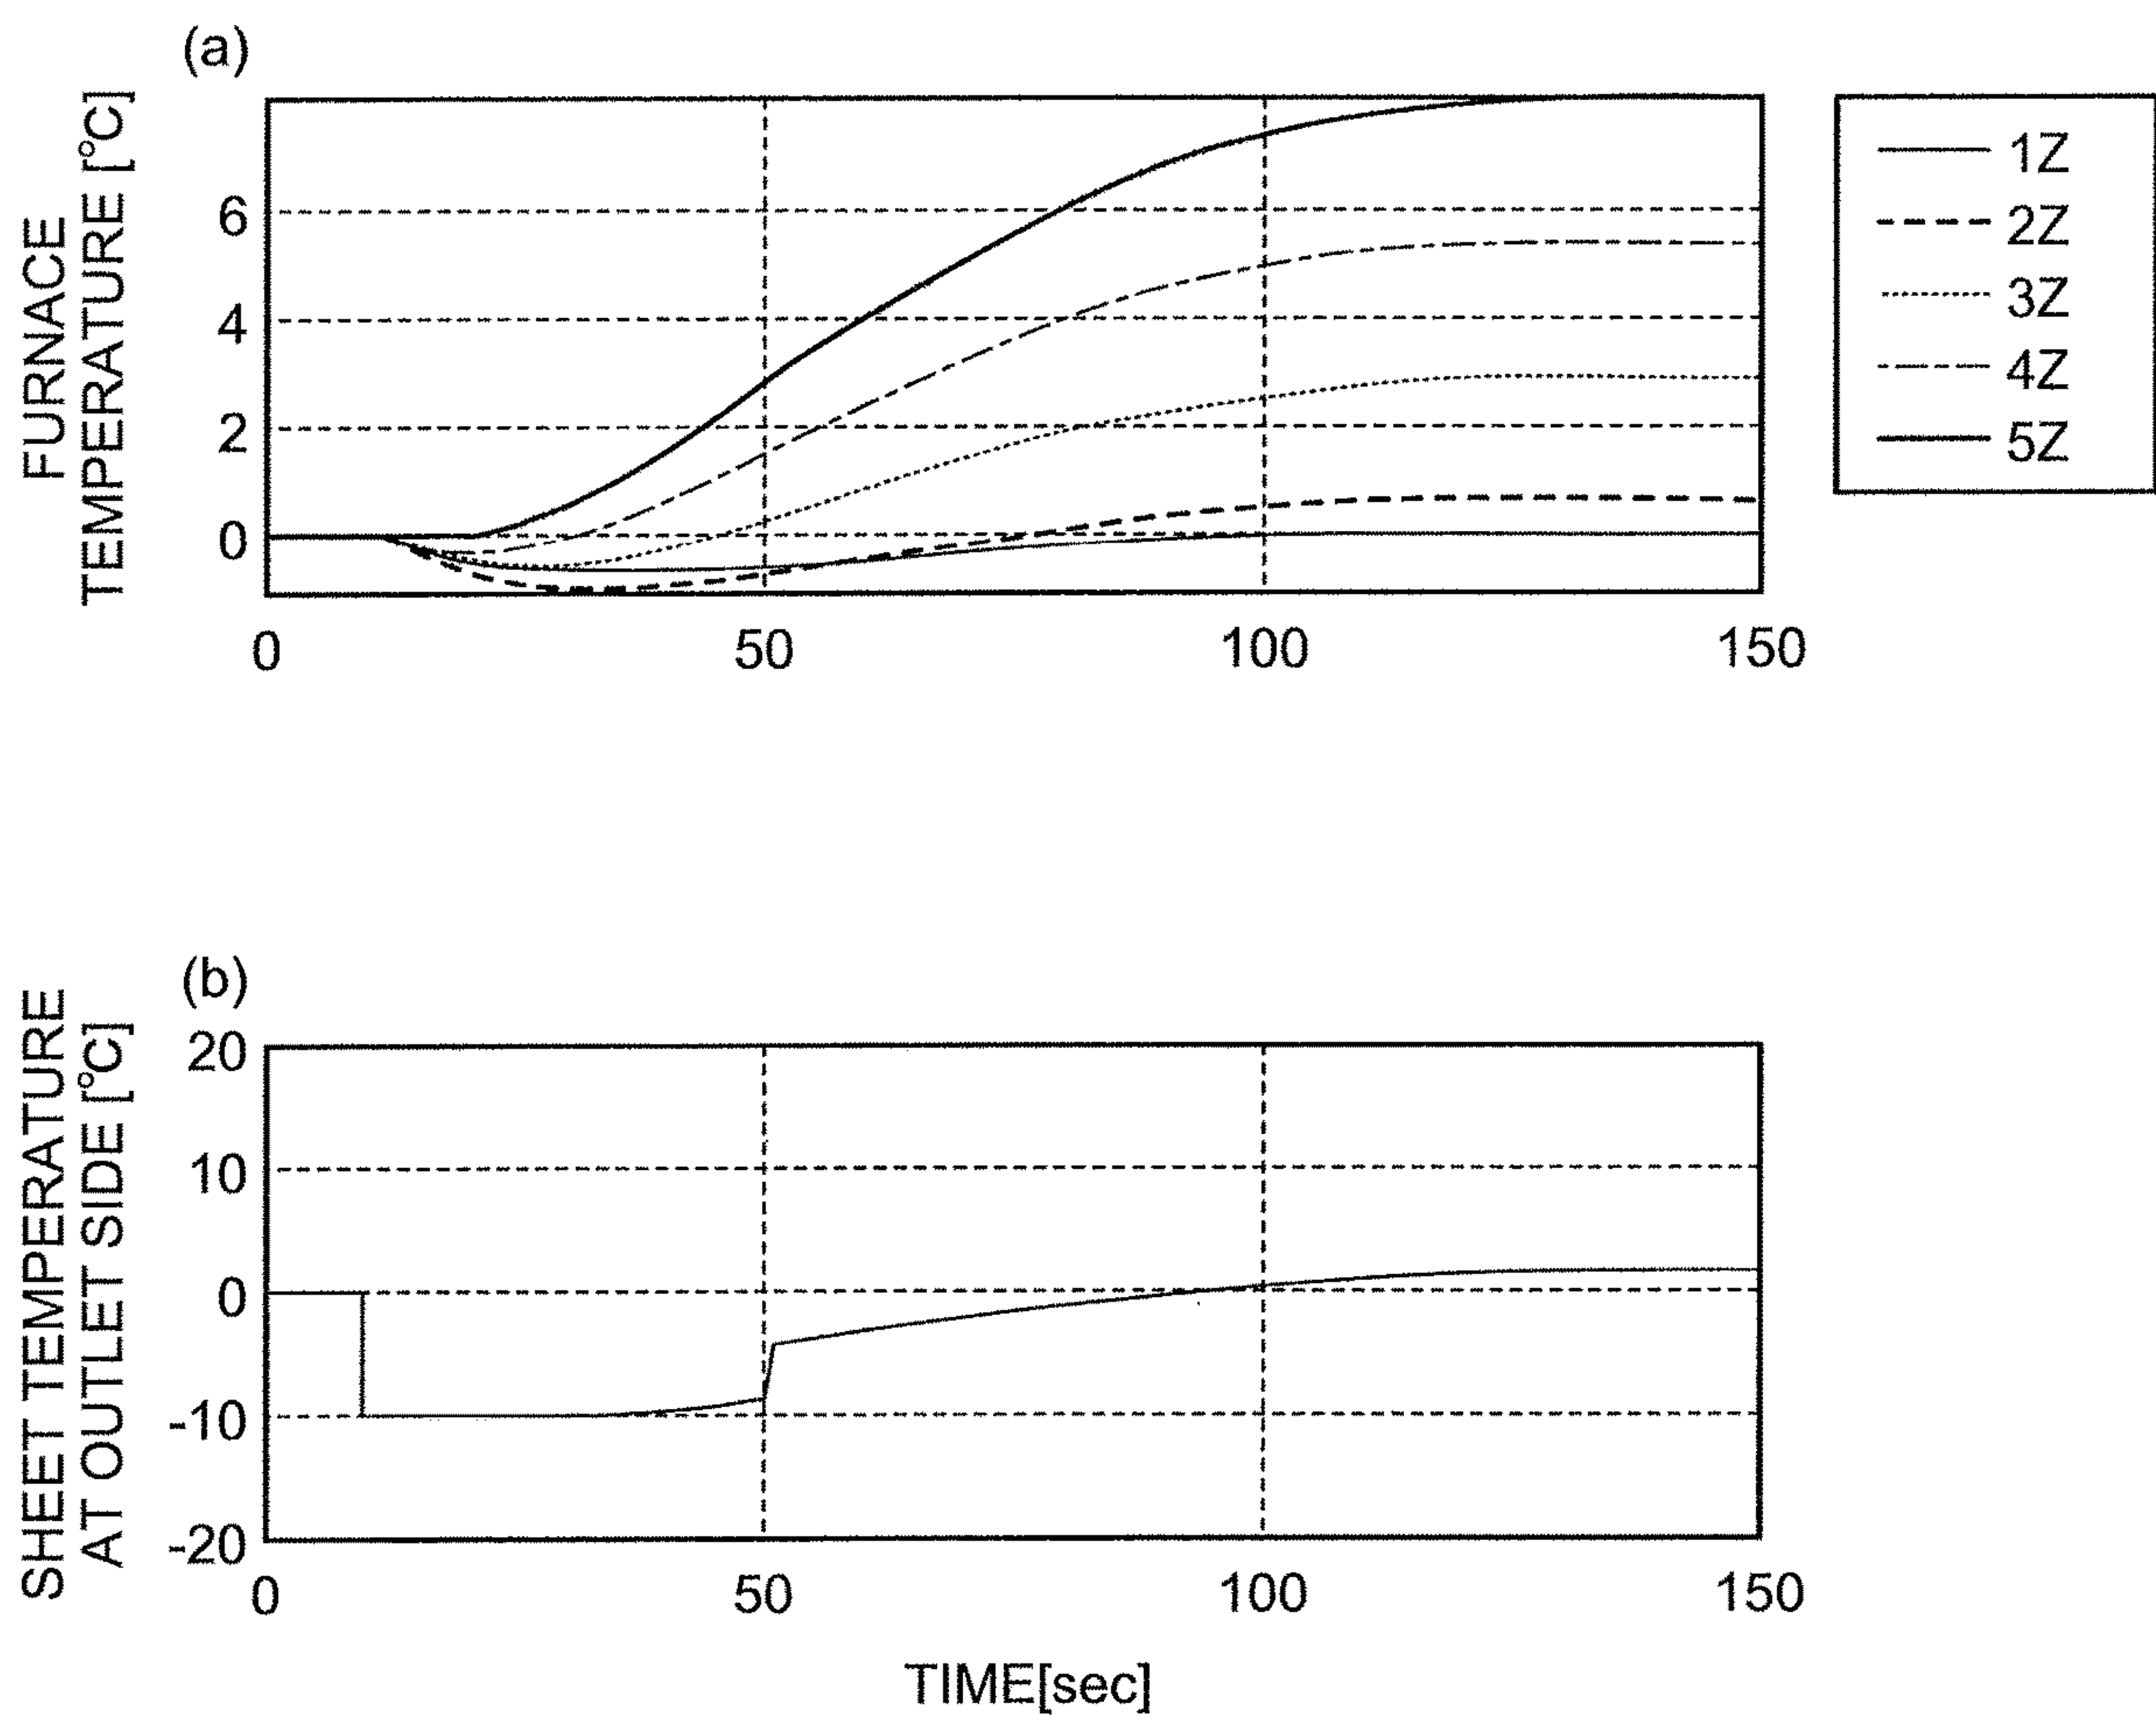 (a)
FURNACE
TEMPERATURE [°C]
6
4
2
0
0 50 100 150
1Z
2Z
3Z
4Z
5Z
(b)
SHEET TEMPERATURE
AT OUTLET SIDE [°C]
20
10
0
-10
-20
0 50 100 150
TIME[sec]